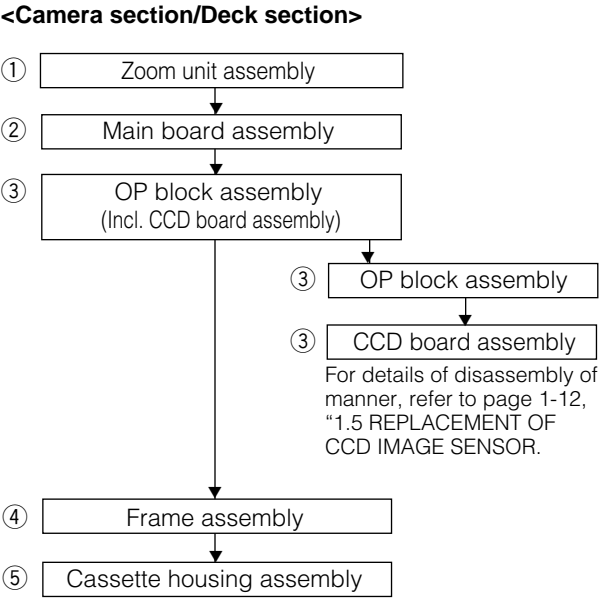 <Camera section/Deck section>
① Zoom unit assembly
② Main board assembly
③ OP block assembly
(Incl. CCD board assembly)
③ OP block assembly
③ CCD board assembly
For details of disassembly of
manner, refer to page 1-12,
“1.5 REPLACEMENT OF
CCD IMAGE SENSOR.
④ Frame assembly
⑤ Cassette housing assembly